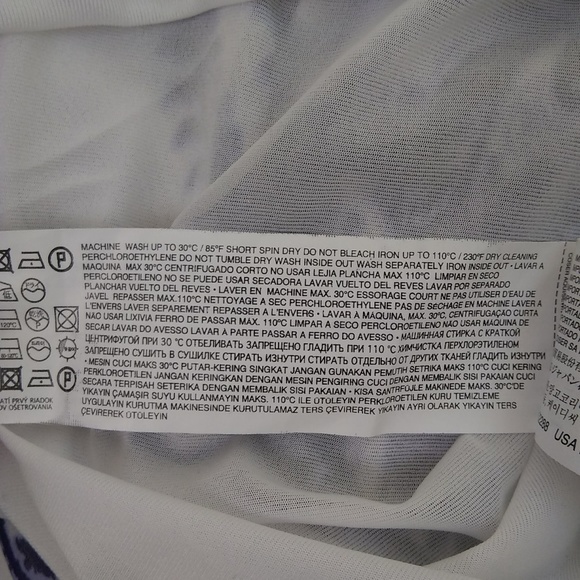 MACHINE WASH UP TO 30°C / 85°F SHORT SPIN DRY DO NOT BLEACH IRON UP TO 110°C / 230°F DRY CLEANING
PERCHLOROETHYLENE DO NOT TUMBLE DRY WASH INSIDE OUT WASH SEPARATELY IRON INSIDE OUT • LAVAR A
MAQUINA MAX. 30°C CENTRIFUGADO CORTO NO USAR LEJIA PLANCHA MAX 110°C LIMPIAR EN SECO
PERCLOROETILENO NO SE PUEDE USAR SECADORA LAVAR VUELTO DEL REVES LAVAR POR SEPARADO
PLANCHAR VUELTO DEL REVES • LAVER EN MACHINE MAX. 30°C ESSORAGE COURT NE PAS UTILISER D'EAU DE
JAVEL REPASSER MAX.110°C NETTOYAGE A SEC PERCHLOROETHYLENE PAS DE SECHAGE EN MACHINE LAVER A
L'ENVERS LAVER SEPAREMENT REPASSER A L'ENVERS • LAVAR À MÁQUINA, MAX 30°C, CENTRIFUGAÇAO CURTA
NÃO USAR LIXIVIA FERRO DE PASSAR MAX. 110°C LIMPAR A SECO PERCLOROETILENO NÃO USAR MAQUINA DE
SECAR LAVAR DO AVESSO LAVAR À PARTE PASSAR A FERRO DO AVESSO • МАШИННАЯ СТИРКА С КРАТКОЙ
ЦЕНТРИФУГОЙ ПРИ 30 °C ОТБЕЛИВАТЬ ЗАПРЕЩЕНО ГЛАДИТЬ ПРИ 110 °C ХИМЧИСТКА ПЕРХЛОРЭТИЛЕНОМ
ЗАПРЕЩЕНО СУШИТЬ В СУШИЛКЕ СТИРАТЬ ИЗНУТРИ СТИРАТЬ ОТДЕЛЬНО ОТ ДРУГИХ ТКАНЕЙ ГЛАДИТЬ ИЗНУТРИ
• MESIN CUCI MAKS 30°C PUTAR-KERING SINGKAT JANGAN GUNAKAN PEMUTIH SETRIKA MAKS 110°C CUCI KERING
PERKLOROETILEN JANGAN KERINGKAN DENGAN MESIN PENGIRING CUCI DENGAN MEMBALIK SISI PAKAIAN CUCI
SECARA TERPISAH SETERIKA DENGAN MEMBALIK SISI PAKAIAN • KISA SANTRFUJLE MAKINEDE MAKS. 30°C'DE
YIKAYIN ÇAMAŞIR SUYU KULLANMAYIN MAKS. 110°C İLE ÜTÜLEYİN PERKLOROETİLEN KURU TEMİZLEME
UYGULAYIN KURUTMA MAKINESINDE KURUTULAMAZ TERS ÇEVIREREK YIKAYIN AYRI OLARAK YIKAYIN TERS
ÇEVİREREK ÜTÜLEYİN
P
120°C
P
PRVÝ RIADOK
OŠETROVANIA
USA